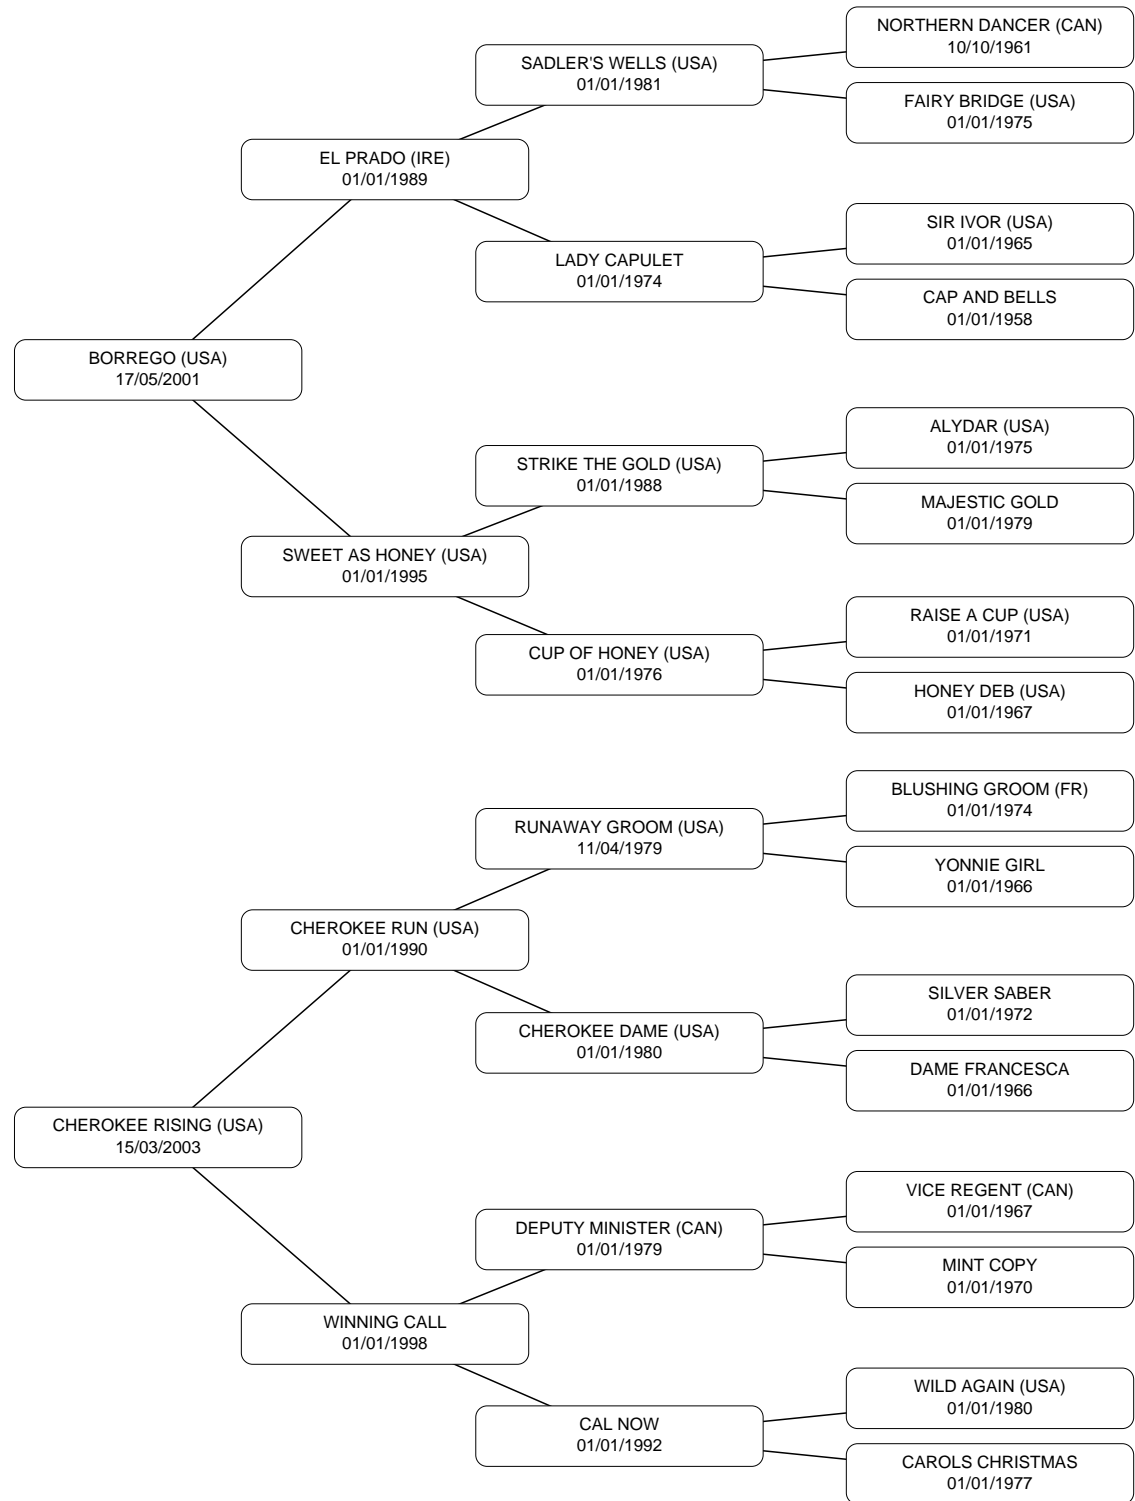 NORTHERN DANCER (CAN)
10/10/1961
SADLER'S WELLS (USA)
01/01/1981
FAIRY BRIDGE (USA)
01/01/1975
EL PRADO (IRE)
01/01/1989
SIR IVOR (USA)
01/01/1965
LADY CAPULET
01/01/1974
CAP AND BELLS
01/01/1958
BORREGO (USA)
17/05/2001
ALYDAR (USA)
01/01/1975
STRIKE THE GOLD (USA)
01/01/1988
MAJESTIC GOLD
01/01/1979
SWEET AS HONEY (USA)
01/01/1995
RAISE A CUP (USA)
01/01/1971
CUP OF HONEY (USA)
01/01/1976
HONEY DEB (USA)
01/01/1967
BLUSHING GROOM (FR)
01/01/1974
RUNAWAY GROOM (USA)
11/04/1979
YONNIE GIRL
01/01/1966
CHEROKEE RUN (USA)
01/01/1990
SILVER SABER
01/01/1972
CHEROKEE DAME (USA)
01/01/1980
DAME FRANCESCA
01/01/1966
CHEROKEE RISING (USA)
15/03/2003
VICE REGENT (CAN)
01/01/1967
DEPUTY MINISTER (CAN)
01/01/1979
MINT COPY
01/01/1970
WINNING CALL
01/01/1998
WILD AGAIN (USA)
01/01/1980
CAL NOW
01/01/1992
CAROLS CHRISTMAS
01/01/1977